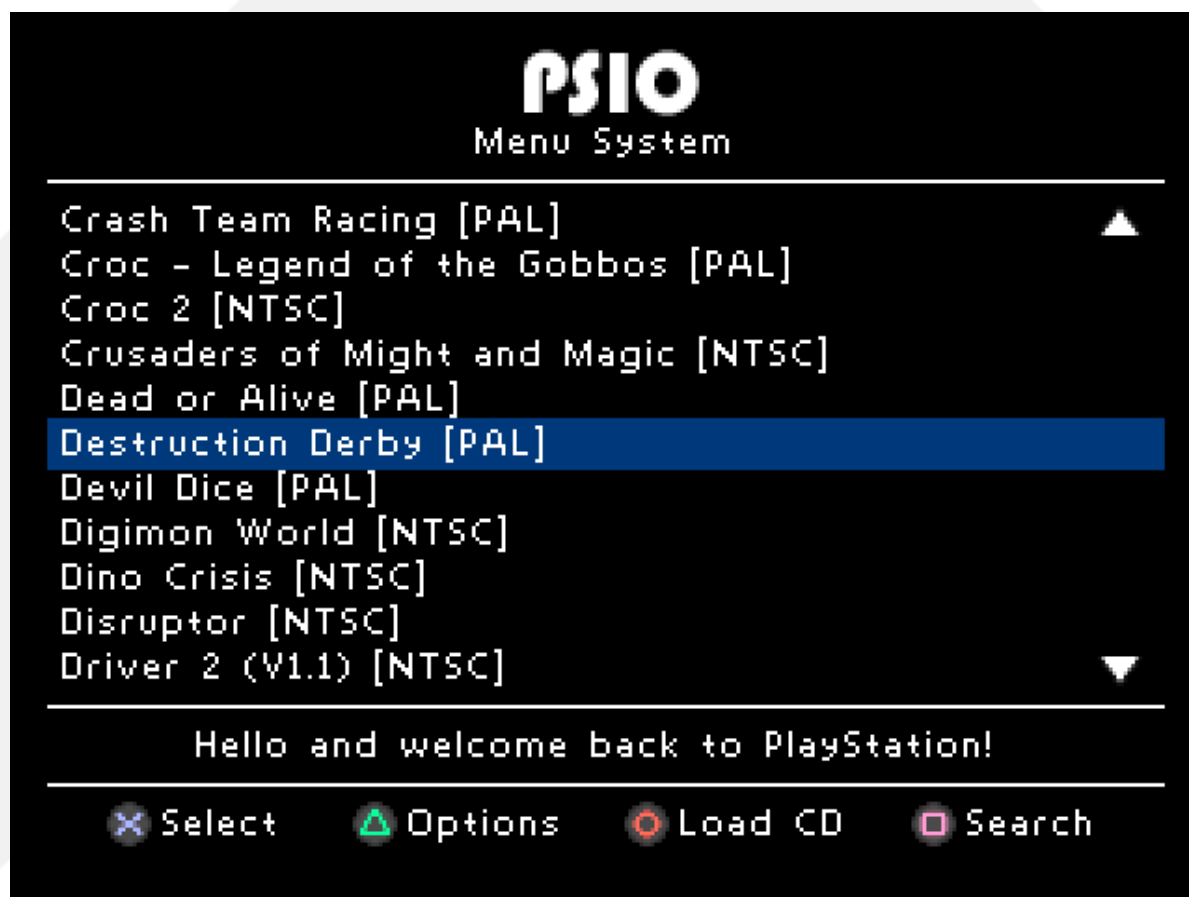 PSIO
Menu System
Crash Team Racing [PAL]
Croc - Legend of the Gobbos [PAL]
Croc 2 [NTSC]
Crusaders of Might and Magic [NTSC]
Dead or Alive [PAL]
Destruction Derby [PAL]
Devil Dice [PAL]
Digimon World [NTSC]
Dino Crisis [NTSC]
Disruptor [NTSC]
Driver 2 (V1.1) [NTSC]
Hello and welcome back to PlayStation!
Select Options Load CD Search